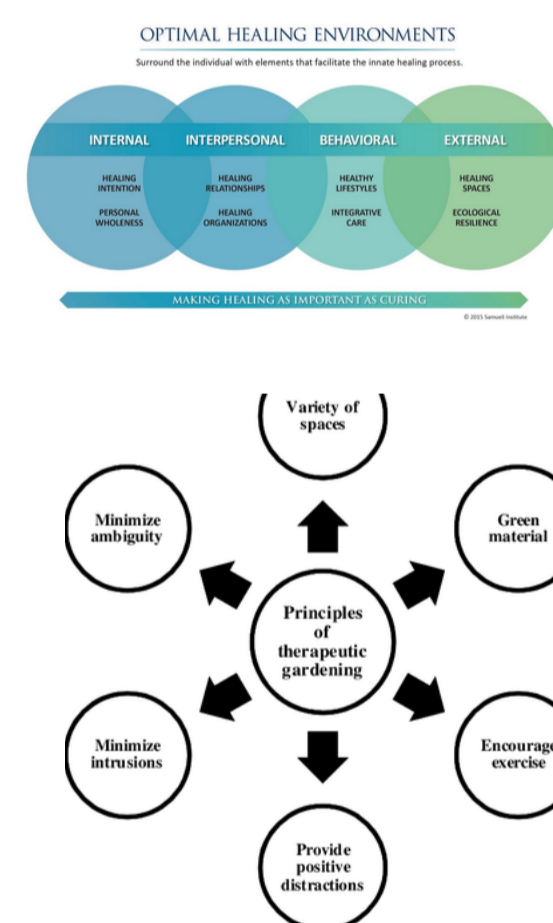 OPTIMAL HEALING ENVIRONMENTS
Surround the individual with elements that facilitate the innate healing process.
INTERNAL
HEALING
INTENTION
PERSONAL
WHOLENESS
INTERPERSONAL
HEALING
RELATIONSHIPS
HEALING
ORGANIZATIONS
BEHAVIORAL
HEALTHY
LIFESTYLES
INTEGRATIVE
CARE
EXTERNAL
HEALING
SPACES
ECOLOGICAL
RESILIENCE
MAKING HEALING AS IMPORTANT AS CURING
© 2015 Samueli Institute
Variety of
spaces
Minimize
ambiguity
Green
material
Principles
of
therapeutic
gardening
Minimize
intrusions
Encourage
exercise
Provide
positive
distractions